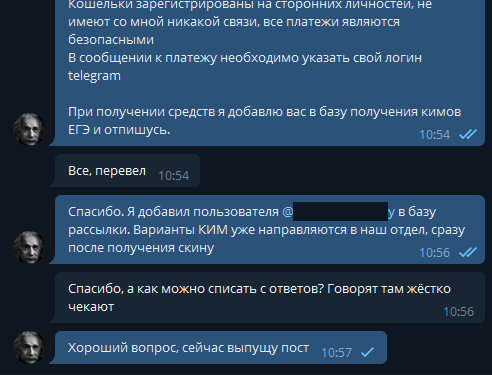 Кошельки зарегистрированы на сторонних личностей, не
имеют со мной никакой связи, все платежи являются
безопасными
В сообщении к платежу необходимо указать свой логин
telegram
При получении средств я добавлю вас в базу получения кимов
ЕГЭ и отпишусь.
10:54
Все, перевел 10:54
Спасибо. Я добавил пользователя @ y в базу
рассылки. Варианты КИМ уже направляются в наш отдел, сразу
после получения скину
10:56
Спасибо, а как можно списать с ответов? Говорят там жёстко
чекают
10:56
Хороший вопрос, сейчас выпущу пост 10:57